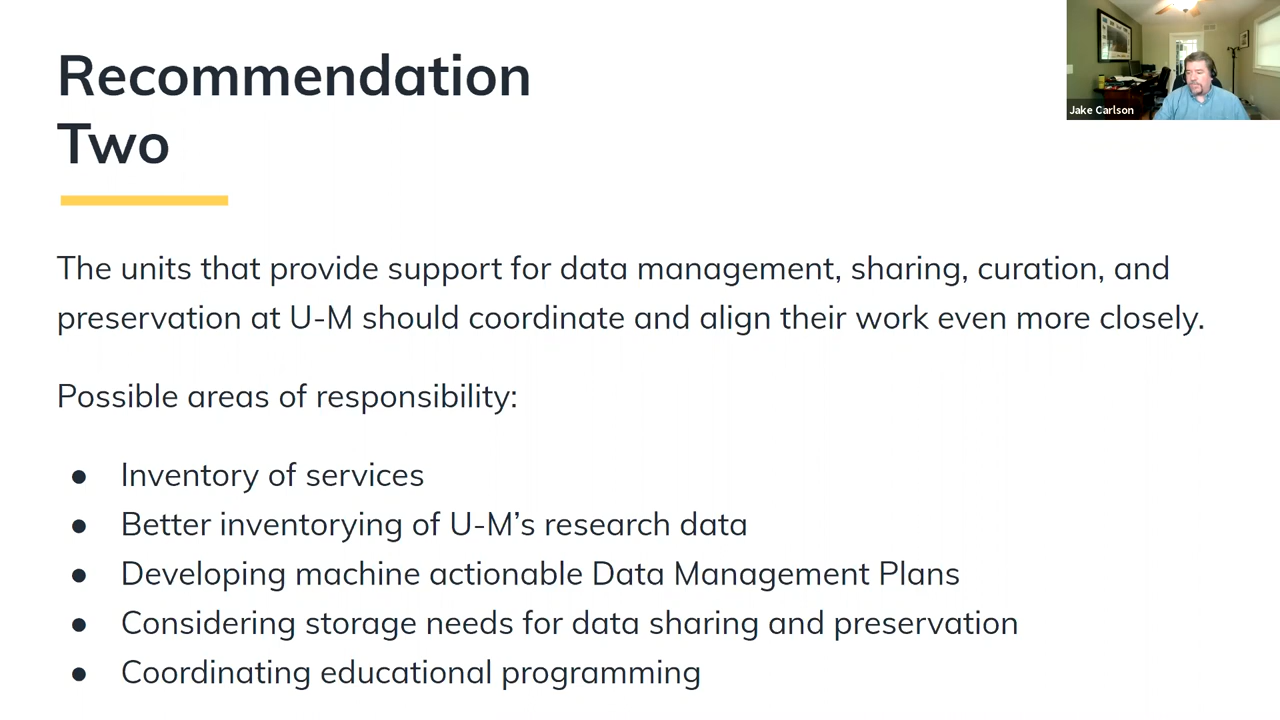 Recommendation
Two
Jake Carlson
The units that provide support for data management, sharing, curation, and
preservation at U-M should coordinate and align their work even more closely.
Possible areas of responsibility:
● Inventory of services
● Better inventorying of U-M’s research data
● Developing machine actionable Data Management Plans
● Considering storage needs for data sharing and preservation
● Coordinating educational programming